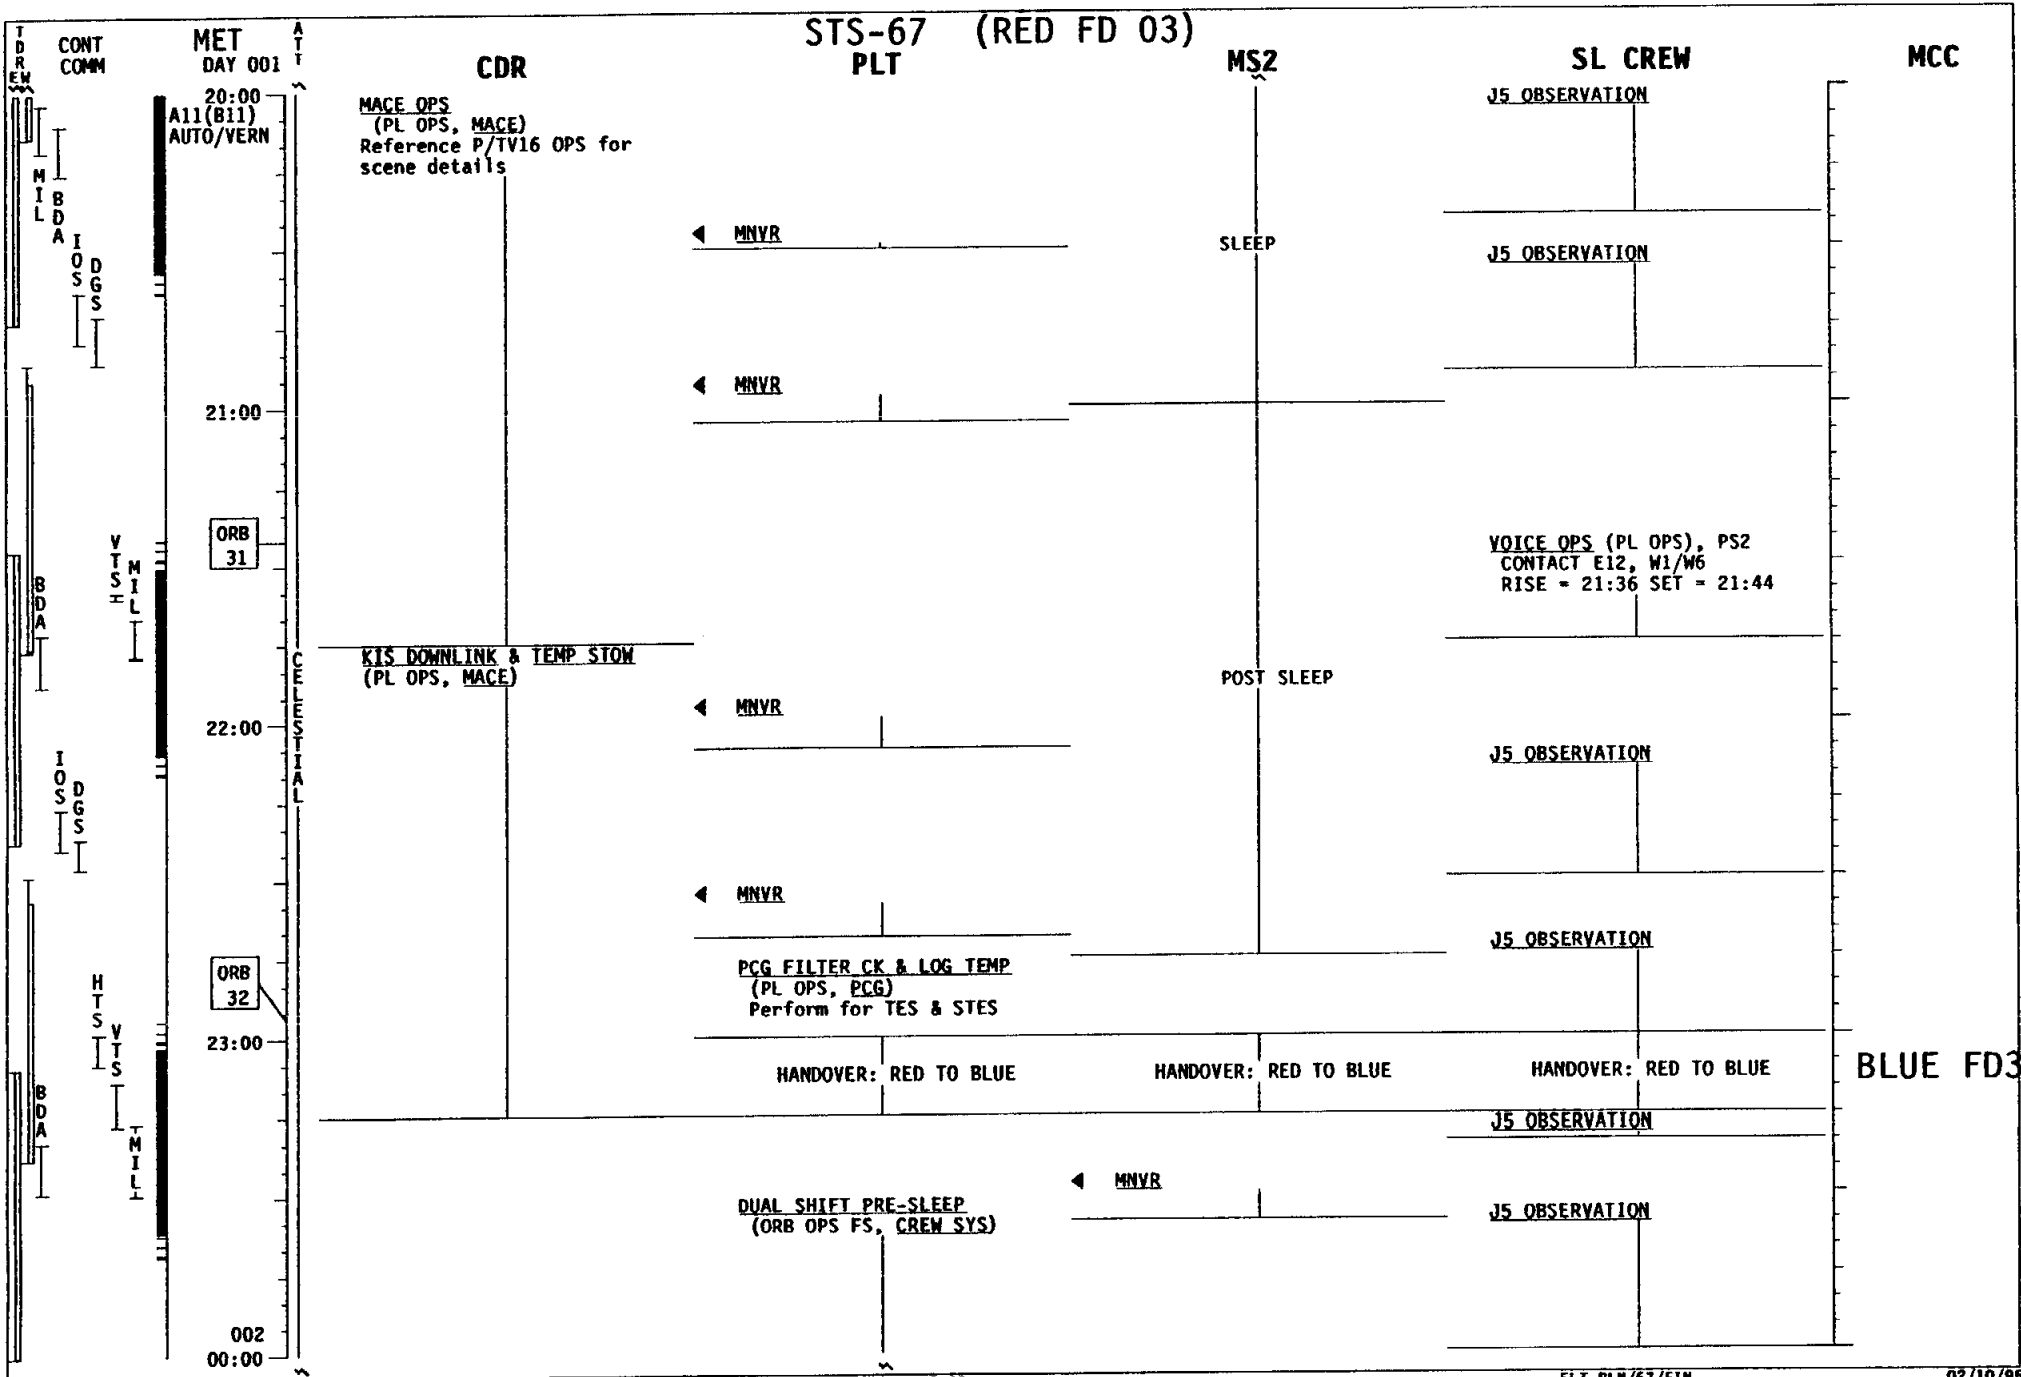 STS-67 (RED FD 03)
TDRE W
CONT COMM
MET
DAY 001
ATT
CDR
PLT
MS2
SL CREW
MCC
20:00
A11(B11)
AUTO/VERN
MACE OPS
(PL OPS, MACE)
Reference P/TV16 OPS for
scene details
J5 OBSERVATION
MIL
BDA
IOS
DGS
MNVR
SLEEP
J5 OBSERVATION
MNVR
21:00
ORB
31
VTS
MIL
BDA
VOICE OPS (PL OPS), PS2
CONTACT E12, W1/W6
RISE = 21:36 SET = 21:44
CELESTIAL
KIS DOWNLINK & TEMP STOW
(PL OPS, MACE)
POST SLEEP
MNVR
22:00
IOS
DGS
J5 OBSERVATION
MNVR
J5 OBSERVATION
ORB
32
HTS
VTS
PCG FILTER CK & LOG TEMP
(PL OPS, PCG)
Perform for TES & STES
23:00
HANDOVER: RED TO BLUE
HANDOVER: RED TO BLUE
HANDOVER: RED TO BLUE
BLUE FD3
BDA
MIL
J5 OBSERVATION
MNVR
DUAL SHIFT PRE-SLEEP
(ORB OPS FS, CREW SYS)
J5 OBSERVATION
002
00:00